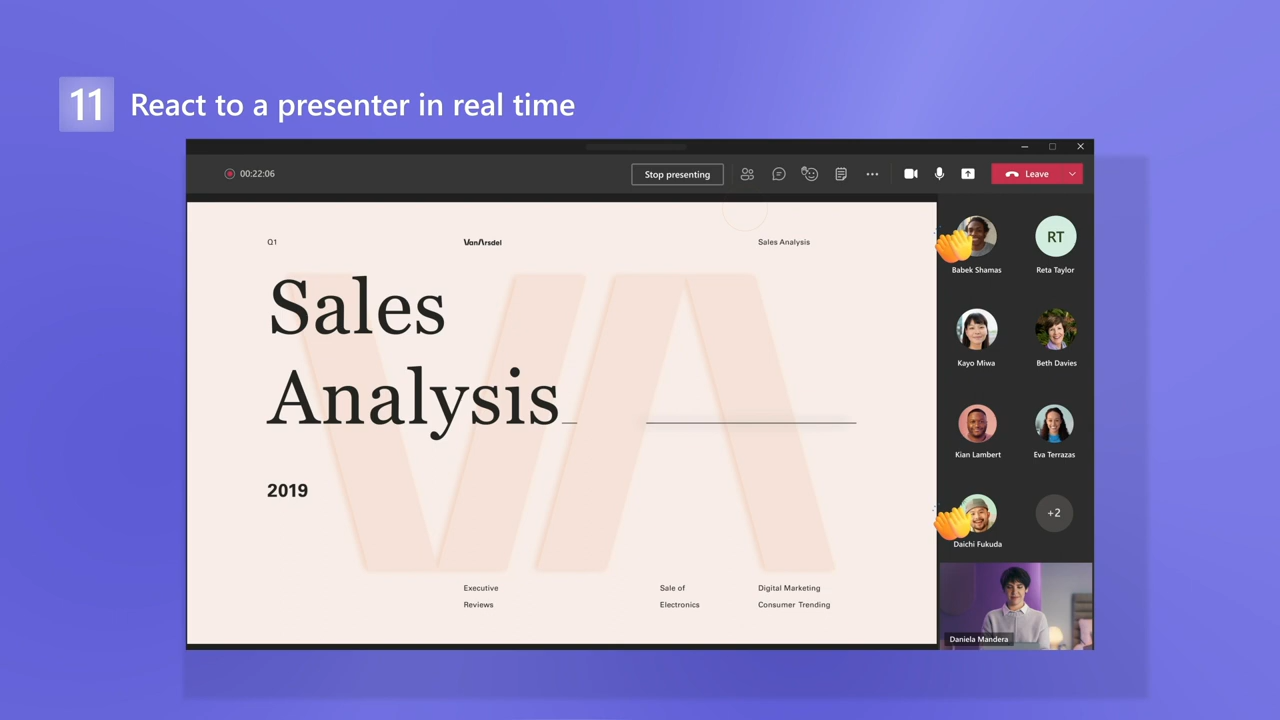 11 React to a presenter in real time
00:22:06
Stop presenting
Leave
Q1
VanArsdel
Sales Analysis
Sales
Analysis_
2019
Executive
Reviews
Sale of
Electronics
Digital Marketing
Consumer Trending
Babek Shamas
RT
Reta Taylor
Kayo Miwa
Beth Davies
Kian Lambert
Eva Terrazas
Daichi Fukuda
+2
Daniela Mandera